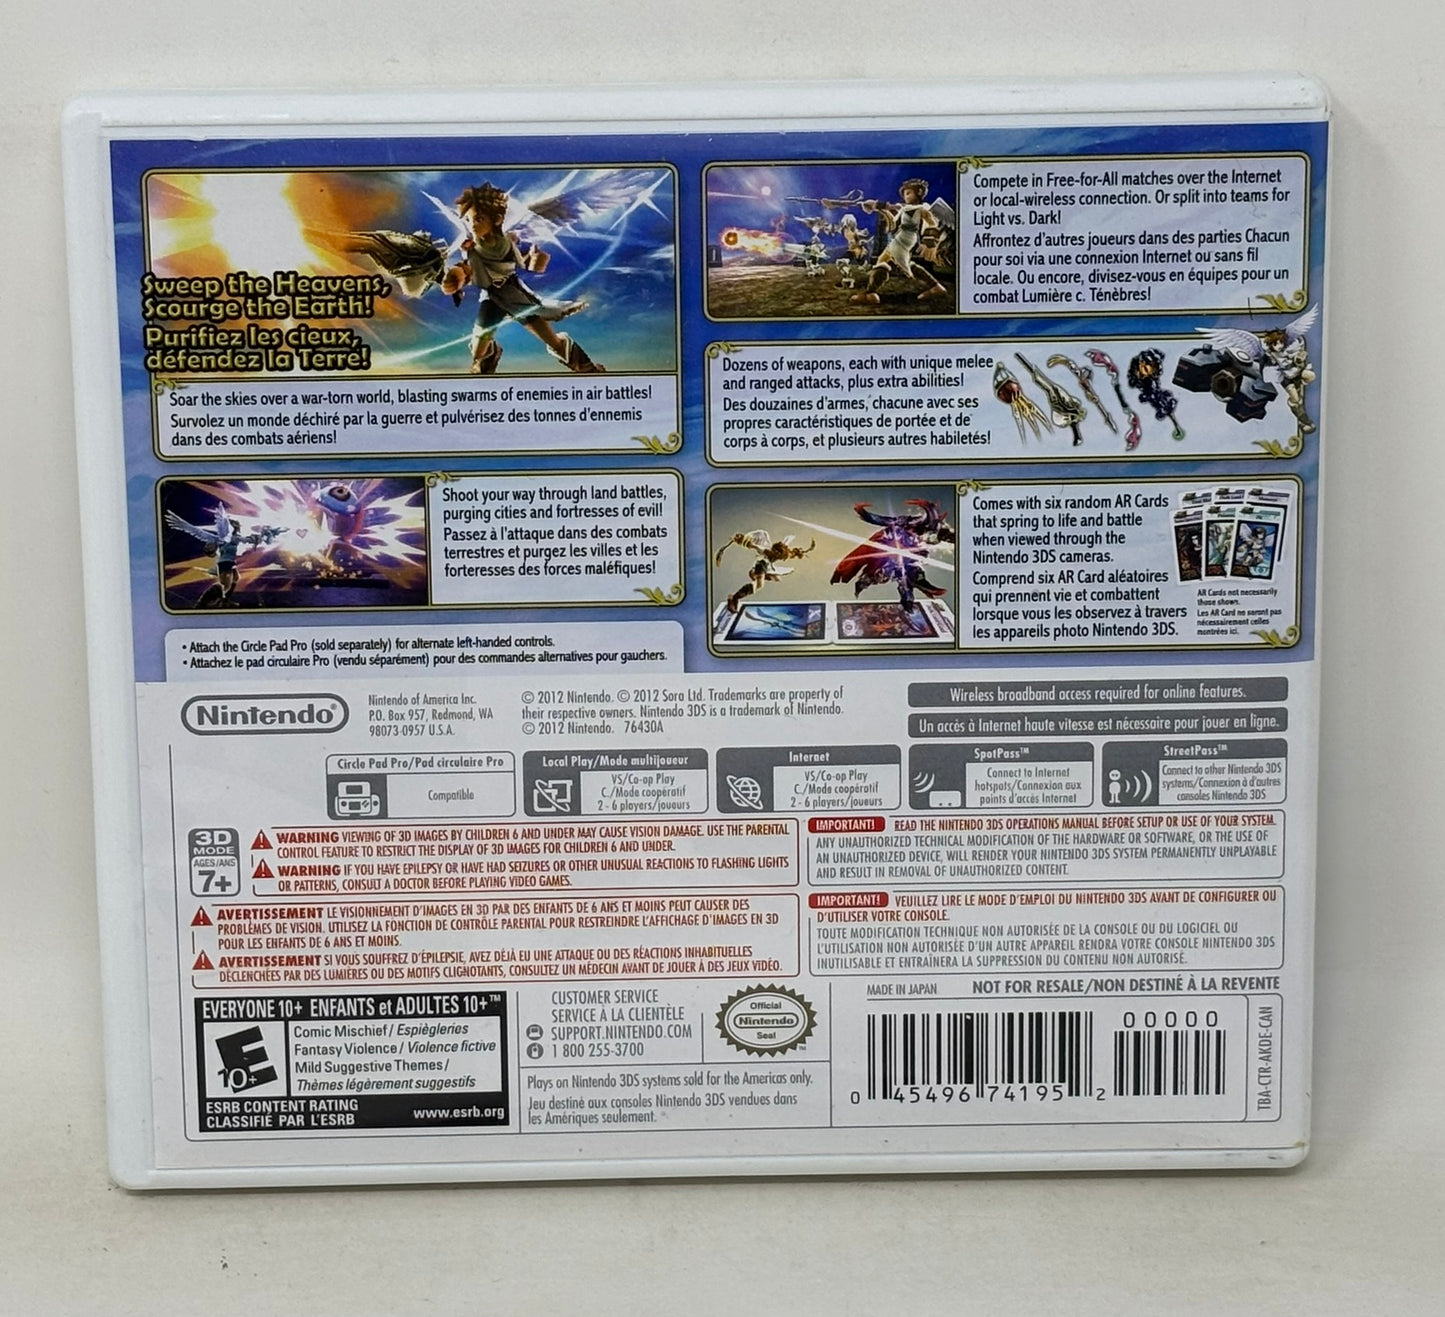 Sweep the Heavens,
Scourge the Earth!
Purifiez les cieux,
défendez la Terre!
Soar the skies over a war-torn world, blasting swarms of enemies in air battles!
Survolez un monde déchiré par la guerre et pulvérisez des tonnes d'ennemis
dans des combats aériens!
Shoot your way through land battles,
purging cities and fortresses of evil!
Passez à l'attaque dans des combats
terrestres et purgez les villes et les
forteresses des forces maléfiques!
• Attach the Circle Pad Pro (sold separately) for alternate left-handed controls.
• Attachez le pad circulaire Pro (vendu séparément) pour des commandes alternatives pour gauchers.
Compete in Free-for-All matches over the Internet
or local-wireless connection. Or split into teams for
Light vs. Dark!
Affrontez d'autres joueurs dans des parties Chacun
pour soi via une connexion Internet ou sans fil
locale. Ou encore, divisez-vous en équipes pour un
combat Lumière c. Ténèbres!
Dozens of weapons, each with unique melee
and ranged attacks, plus extra abilities!
Des douzaines d'armes, chacune avec ses
propres caractéristiques de portée et de
corps à corps, et plusieurs autres habiletés!
Comes with six random AR Cards
that spring to life and battle
when viewed through the
Nintendo 3DS cameras.
Comprend six AR Card aléatoires
qui prennent vie et combattent
lorsque vous les observez à travers
les appareils photo Nintendo 3DS.
AR Cards not necessarily
those shown.
Les AR Card ne seront pas
nécessairement celles
montrées ici.
Nintendo®
Nintendo of America Inc.
P.O. Box 957, Redmond, WA
98073-0957 U.S.A.
© 2012 Nintendo. © 2012 Sora Ltd. Trademarks are property of
their respective owners. Nintendo 3DS is a trademark of Nintendo.
© 2012 Nintendo. 76430A
Wireless broadband access required for online features.
Un accès à Internet haute vitesse est nécessaire pour jouer en ligne.
Circle Pad Pro/Pad circulaire Pro
Compatible
Local Play/Mode multijoueur
VS/Co-op Play
C./Mode coopératif
2 - 6 players/joueurs
Internet
VS/Co-op Play
C./Mode coopératif
2 - 6 players/joueurs
SpotPass™
Connect to Internet
hotspots/Connexion aux
points d'accès Internet
StreetPass™
Connect to other Nintendo 3DS
systems/Connexion à d'autres
consoles Nintendo 3DS
3D
MODE
AGES/ANS
7+
WARNING VIEWING OF 3D IMAGES BY CHILDREN 6 AND UNDER MAY CAUSE VISION DAMAGE. USE THE PARENTAL
CONTROL FEATURE TO RESTRICT THE DISPLAY OF 3D IMAGES FOR CHILDREN 6 AND UNDER.
WARNING IF YOU HAVE EPILEPSY OR HAVE HAD SEIZURES OR OTHER UNUSUAL REACTIONS TO FLASHING LIGHTS
OR PATTERNS, CONSULT A DOCTOR BEFORE PLAYING VIDEO GAMES.
AVERTISSEMENT LE VISIONNEMENT D'IMAGES EN 3D PAR DES ENFANTS DE 6 ANS ET MOINS PEUT CAUSER DES
PROBLÈMES DE VISION. UTILISEZ LA FONCTION DE CONTRÔLE PARENTAL POUR RESTREINDRE L'AFFICHAGE D'IMAGES EN 3D
POUR LES ENFANTS DE 6 ANS ET MOINS.
AVERTISSEMENT SI VOUS SOUFFREZ D'ÉPILEPSIE, AVEZ DÉJÀ EU UNE ATTAQUE OU DES RÉACTIONS INHABITUELLES
DÉCLENCHÉES PAR DES LUMIÈRES OU DES MOTIFS CLIGNOTANTS, CONSULTEZ UN MÉDECIN AVANT DE JOUER À DES JEUX VIDÉO.
IMPORTANT! READ THE NINTENDO 3DS OPERATIONS MANUAL BEFORE SETUP OR USE OF YOUR SYSTEM.
ANY UNAUTHORIZED TECHNICAL MODIFICATION OF THE HARDWARE OR SOFTWARE, OR THE USE OF
AN UNAUTHORIZED DEVICE, WILL RENDER YOUR NINTENDO 3DS SYSTEM PERMANENTLY UNPLAYABLE
AND RESULT IN REMOVAL OF UNAUTHORIZED CONTENT.
IMPORTANT! VEUILLEZ LIRE LE MODE D'EMPLOI DU NINTENDO 3DS AVANT DE CONFIGURER OU
D'UTILISER VOTRE CONSOLE.
TOUTE MODIFICATION TECHNIQUE NON AUTORISÉE DE LA CONSOLE OU DU LOGICIEL OU
L'UTILISATION NON AUTORISÉE D'UN AUTRE APPAREIL RENDRA VOTRE CONSOLE NINTENDO 3DS
INUTILISABLE ET ENTRAÎNERA LA SUPPRESSION DU CONTENU NON AUTORISÉ.
EVERYONE 10+ ENFANTS et ADULTES 10+™
E
10+
Comic Mischief / Espiègleries
Fantasy Violence / Violence fictive
Mild Suggestive Themes /
Thèmes légèrement suggestifs
ESRB CONTENT RATING
CLASSIFIÉ PAR L'ESRB
www.esrb.org
CUSTOMER SERVICE
SERVICE À LA CLIENTÈLE
SUPPORT.NINTENDO.COM
1 800 255-3700
Official
Nintendo
Seal
™
Plays on Nintendo 3DS systems sold for the Americas only.
Jeu destiné aux consoles Nintendo 3DS vendues dans
les Amériques seulement.
MADE IN JAPAN
NOT FOR RESALE/NON DESTINÉ À LA REVENTE
0 45496 74195 2
00000
TBA-CTR-AKDE-CAN